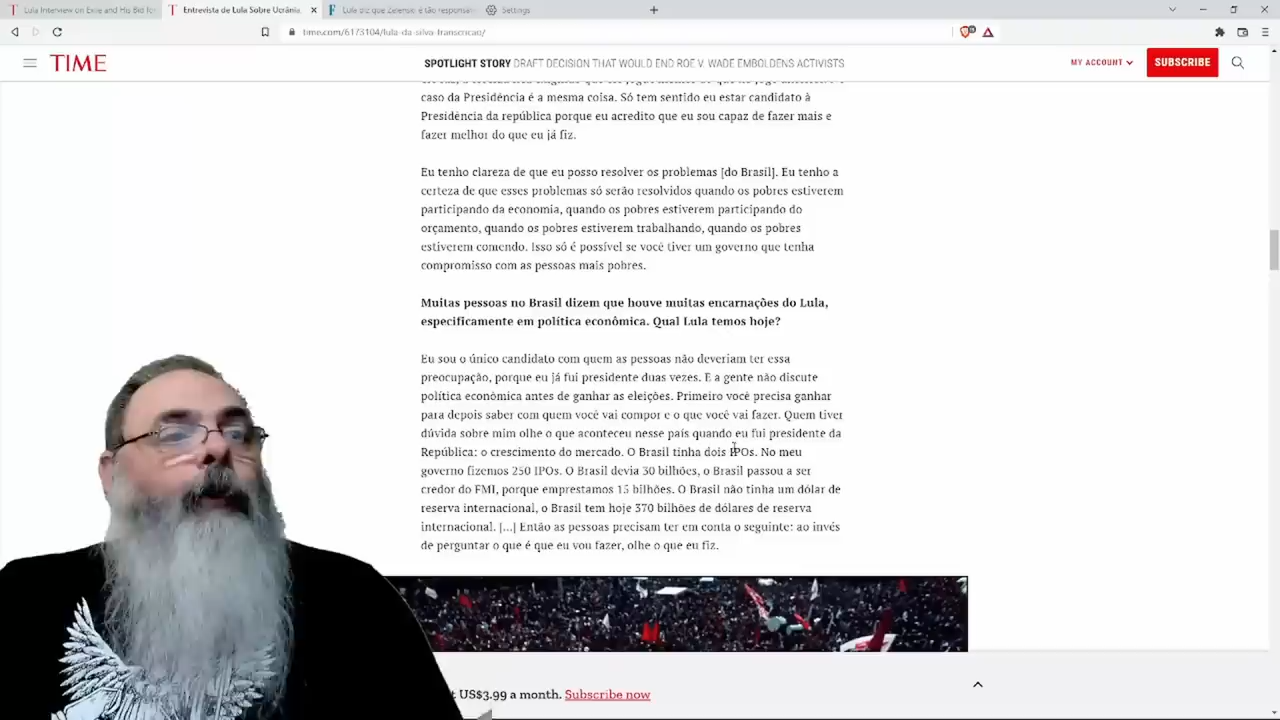 Lula Interview on Exile and His Bid for
Entrevista de Lula Sobre Ucrânia,
Lula diz que Zelenski é tão responsáv
Settings
time.com/6173104/lula-da-silva-transcricao/
TIME
SPOTLIGHT STORY DRAFT DECISION THAT WOULD END ROE V. WADE EMBOLDENS ACTIVISTS
MY ACCOUNT
SUBSCRIBE
caso da Presidência é a mesma coisa. Só tem sentido eu estar candidato à
Presidência da república porque eu acredito que eu sou capaz de fazer mais e
fazer melhor do que eu já fiz.
Eu tenho clareza de que eu posso resolver os problemas [do Brasil]. Eu tenho a
certeza de que esses problemas só serão resolvidos quando os pobres estiverem
participando da economia, quando os pobres estiverem participando do
orçamento, quando os pobres estiverem trabalhando, quando os pobres
estiverem comendo. Isso só é possível se você tiver um governo que tenha
compromisso com as pessoas mais pobres.
Muitas pessoas no Brasil dizem que houve muitas encarnações do Lula,
especificamente em política econômica. Qual Lula temos hoje?
Eu sou o único candidato com quem as pessoas não deveriam ter essa
preocupação, porque eu já fui presidente duas vezes. E a gente não discute
política econômica antes de ganhar as eleições. Primeiro você precisa ganhar
para depois saber com quem você vai compor e o que você vai fazer. Quem tiver
dúvida sobre mim olhe o que aconteceu nesse país quando eu fui presidente da
República: o crescimento do mercado. O Brasil tinha dois IPOs. No meu
governo fizemos 250 IPOs. O Brasil devia 30 bilhões, o Brasil passou a ser
credor do FMI, porque emprestamos 15 bilhões. O Brasil não tinha um dólar de
reserva internacional, o Brasil tem hoje 370 bilhões de dólares de reserva
internacional. [...] Então as pessoas precisam ter em conta o seguinte: ao invés
de perguntar o que é que eu vou fazer, olhe o que eu fiz.
US$3.99 a month. Subscribe now